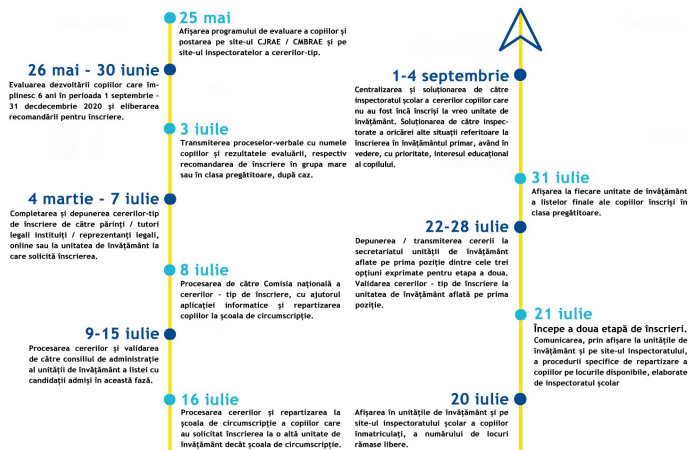 25 mai
Afișarea programului de evaluare a copiilor și
postarea pe site-ul CJRAE / CMBRAE și pe
site-ul inspectoratelor a cererilor-tip.
26 mai - 30 iunie
Evaluarea dezvoltării copiilor care îm-
plinesc 6 ani în perioada 1 septembrie -
31 decdecembrie 2020 și eliberarea
recomandării pentru înscriere.
3 iuile
Transmiterea proceselor-verbale cu numele
copiilor și rezultatele evaluării, respectiv
recomandarea de înscriere în grupa mare
sau în clasa pregătitoare, după caz.
4 martie - 7 iulie
Completarea și depunerea cererilor-tip
de înscriere de către părinți / tutori
legali instituiți / reprezentanți legali,
online sau la unitatea de învățământ la
care solicită înscrierea.
8 iulie
Procesarea de către Comisia națională a
cererilor - tip de înscriere, cu ajutorul
aplicației informatice și repartizarea
copiilor la școala de circumscripție.
9-15 iulie
Procesarea cererilor și validarea
de către consiliul de administrație
al unității de învățământ a listei cu
candidații admiși în această fază.
16 iulie
Procesarea cererilor și repartizarea la
școala de circumscripție a copiilor care
au solicitat înscrierea la o altă unitate de
învățământ decât școala de circumscripție.
1-4 septembrie
Centralizarea și soluționarea de către
inspectoratul școlar a cererilor copiilor care
nu au fost încă înscriși la vreo unitate de
învățământ. Soluționarea de către inspec-
torate a oricărei alte situații referitoare la
înscrierea în învățământul primar, având în
vedere, cu prioritate, interesul educațional
al copilului.
31 iulie
Afișarea la fiecare unitate de învățământ
a listelor finale ale copiilor înscriși în
clasa pregătitoare.
22-28 iulie
Depunerea / transmiterea cererii la
secretariatul unității de învățământ
aflate pe prima poziție dintre cele trei
opțiuni exprimate pentru etapa a doua.
Validarea cererilor - tip de înscriere la
unitatea de învățământ aflată pe prima
poziție.
21 iulie
Începe a doua etapă de înscrieri.
Comunicarea, prin afișare la unitățile de
învățământ și pe site-ul inspectoratului,
a procedurii specifice de repartizare a
copiilor pe locurile disponibile, elaborate
de inspectoratul școlar
20 iulie
Afișarea în unitățile de învățământ și pe
site-ul inspectoratului școlar a copiilor
înmatriculați, a numărului de locuri
rămase libere.